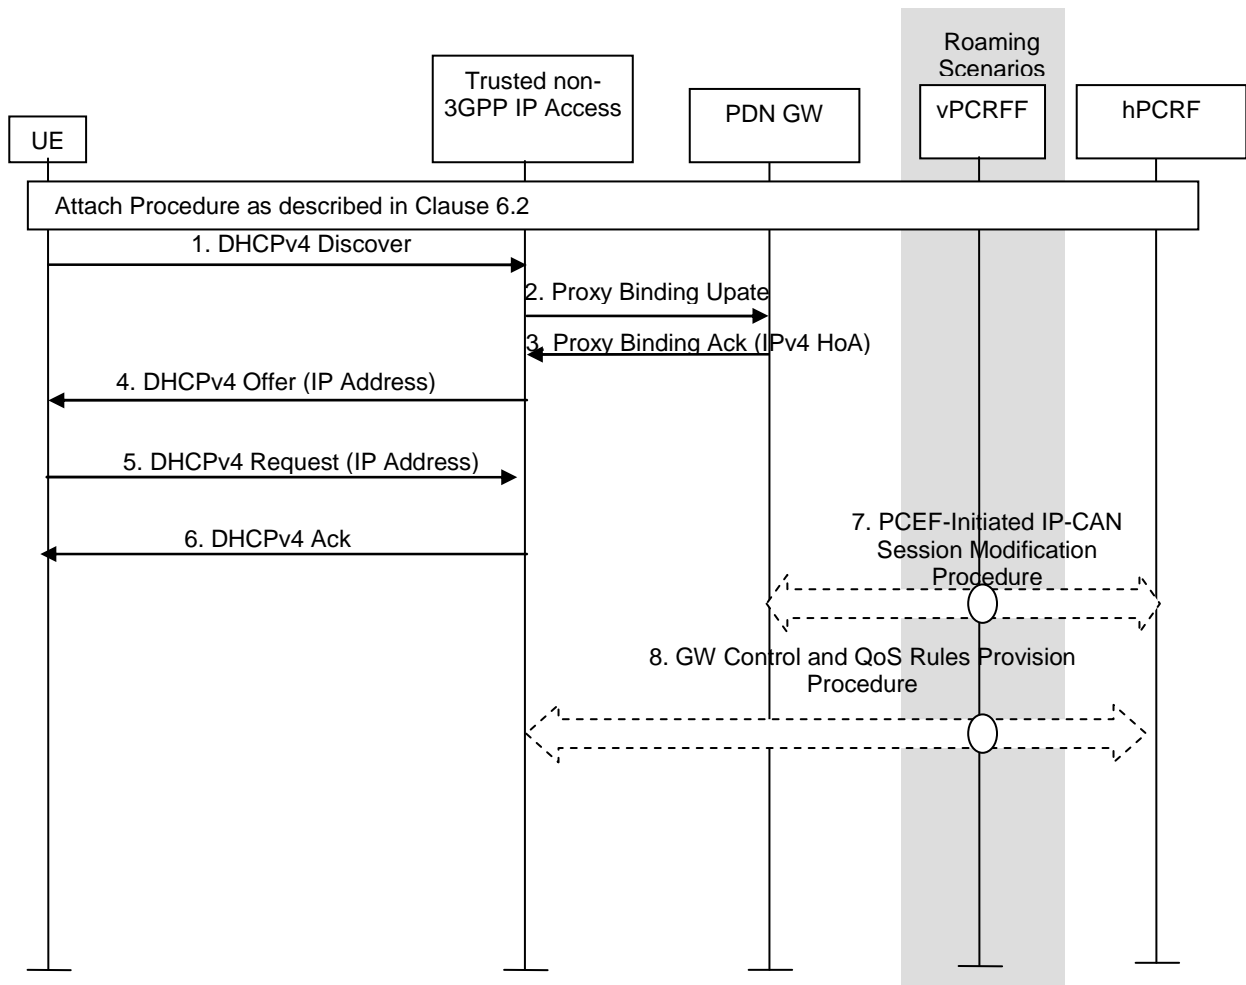 Roaming
Scenarios
Trusted non-
3GPP IP Access
PDN GW
vPCRFF
hPCRF
UE
Attach Procedure as described in Clause 6.2
1. DHCPv4 Discover
2. Proxy Binding Upate
3. Proxy Binding Ack (IPv4 HoA)
4. DHCPv4 Offer (IP Address)
5. DHCPv4 Request (IP Address)
6. DHCPv4 Ack
7. PCEF-Initiated IP-CAN
Session Modification
Procedure
8. GW Control and QoS Rules Provision
Procedure